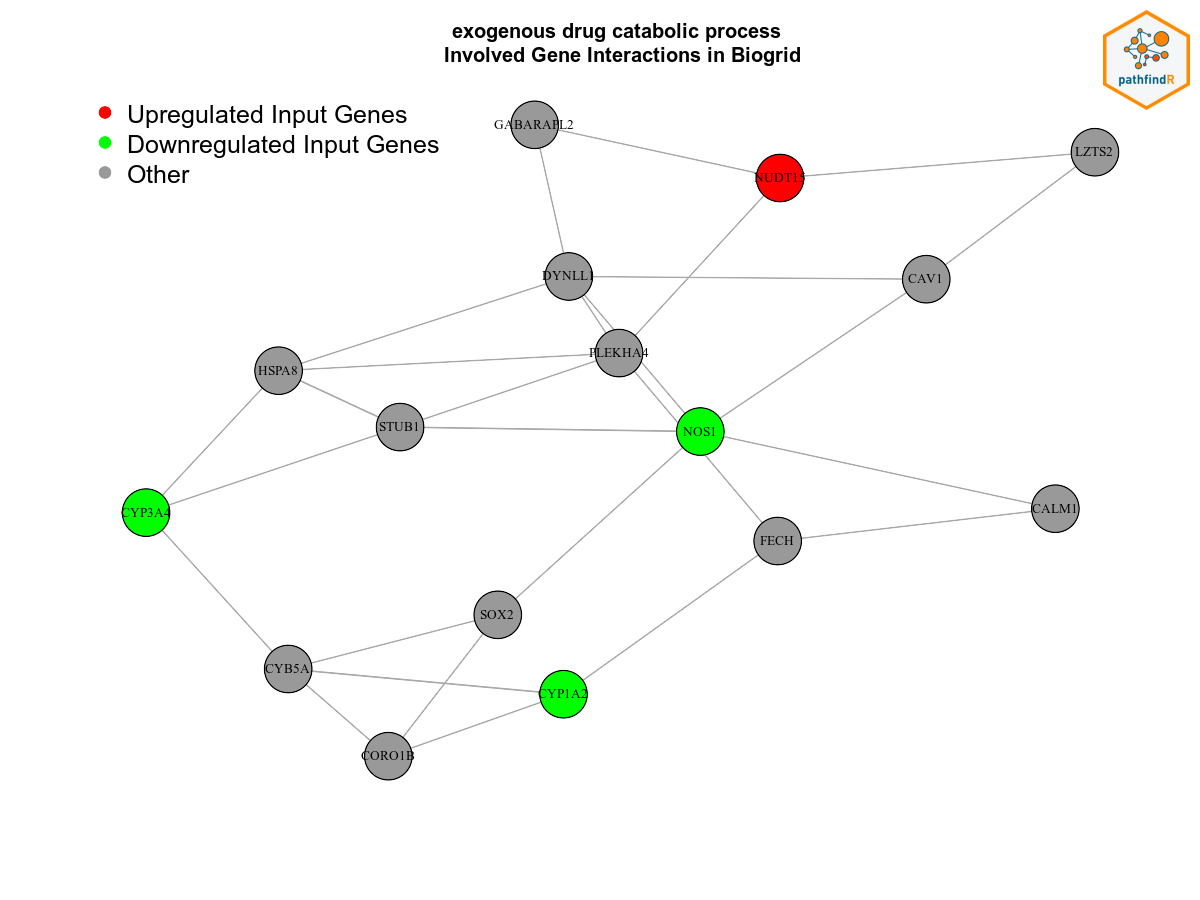 exogenous drug catabolic process
Involved Gene Interactions in Biogrid
pathfindR
Upregulated Input Genes
Downregulated Input Genes
Other
GABARAPL2
NUDT15
LZTS2
DYNLL1
CAV1
PLEKHA4
HSPA8
STUB1
NOS1
CYP3A4
CALM1
FECH
SOX2
CYB5A
CYP1A2
CORO1B